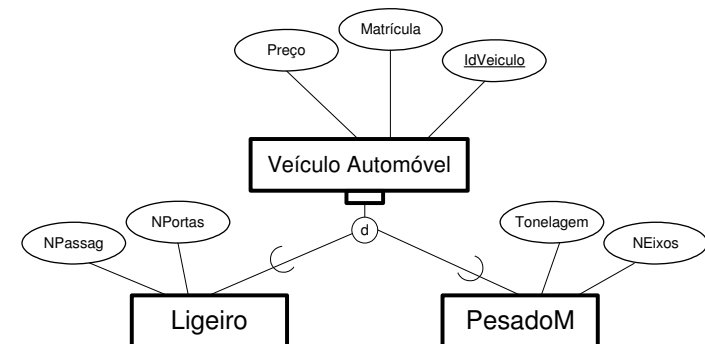 Matrícula
Preço
IdVeiculo
Veículo Automóvel
d
NPassag
NPortas
Tonelagem
NEixos
Ligeiro
PesadoM